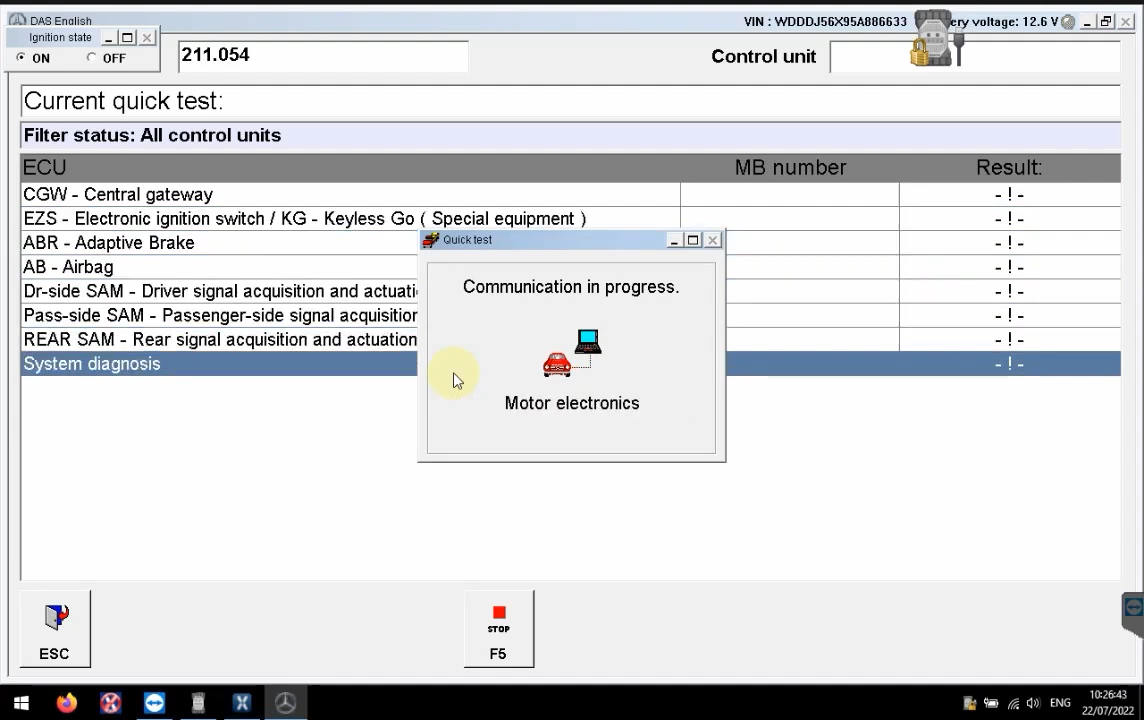 DAS English
VIN : WDDDJ56X95A886633
ery voltage: 12.6 V
Ignition state
ON
OFF
211.054
Control unit
Current quick test:
Filter status: All control units
ECU
MB number
Result:
CGW - Central gateway
- ! -
EZS - Electronic ignition switch / KG - Keyless Go ( Special equipment )
- ! -
ABR - Adaptive Brake
- ! -
AB - Airbag
- ! -
Dr-side SAM - Driver signal acquisition and actuati
- ! -
Pass-side SAM - Passenger-side signal acquisition
- ! -
REAR SAM - Rear signal acquisition and actuation
- ! -
System diagnosis
- ! -
Quick test
Communication in progress.
Motor electronics
ESC
STOP
F5
ENG
10:26:43
22/07/2022